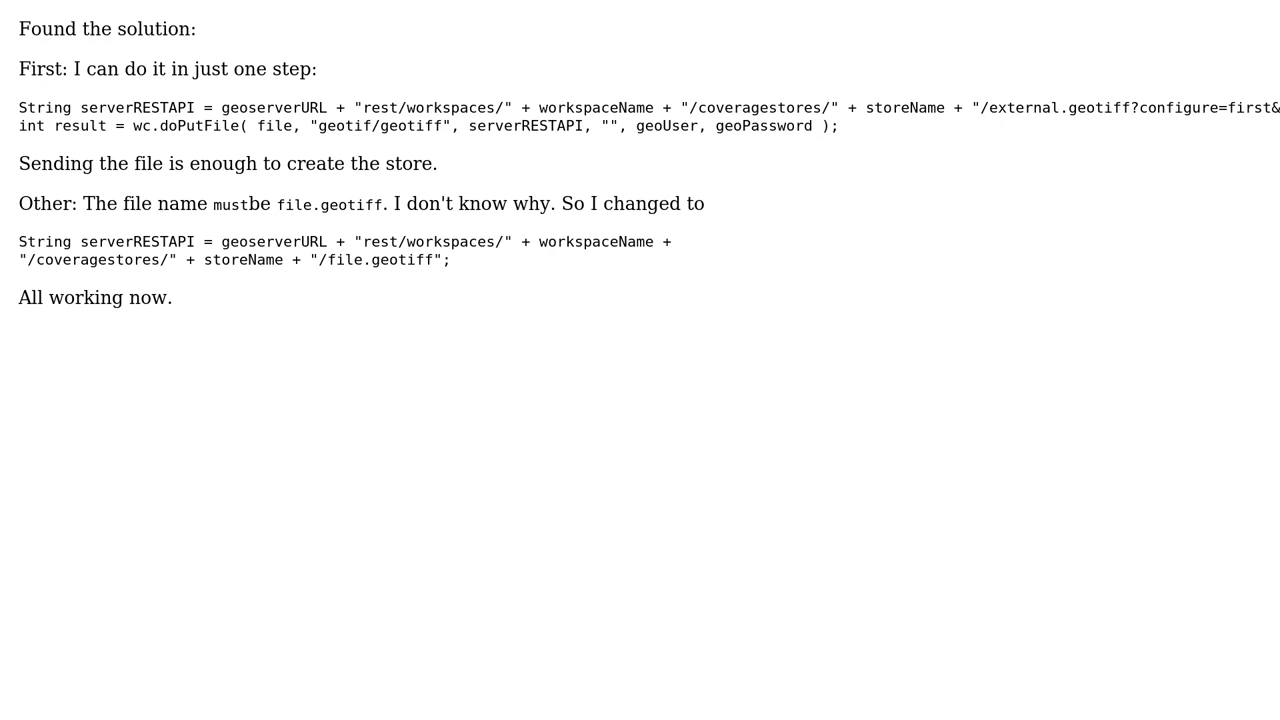 Found the solution:
First: I can do it in just one step:
String serverRESTAPI = geoserverURL + "rest/workspaces/" + workspaceName + "/coveragestores/" + storeName + "/external.geotiff?configure=first&
int result = wc.doPutFile( file, "geotif/geotiff", serverRESTAPI, "", geoUser, geoPassword );
Sending the file is enough to create the store.
Other: The file name mustbe file.geotiff. I don't know why. So I changed to
String serverRESTAPI = geoserverURL + "rest/workspaces/" + workspaceName +
"/coveragestores/" + storeName + "/file.geotiff";
All working now.